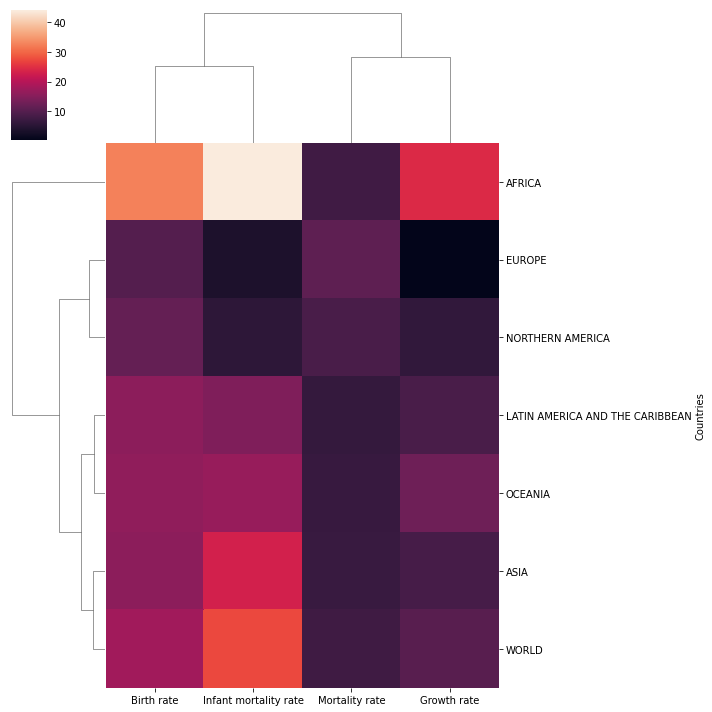 40
30
20
10
AFRICA
EUROPE
NORTHERN AMERICA
LATIN AMERICA AND THE CARIBBEAN
OCEANIA
ASIA
WORLD
Countries
Birth rate
Infant mortality rate
Mortality rate
Growth rate